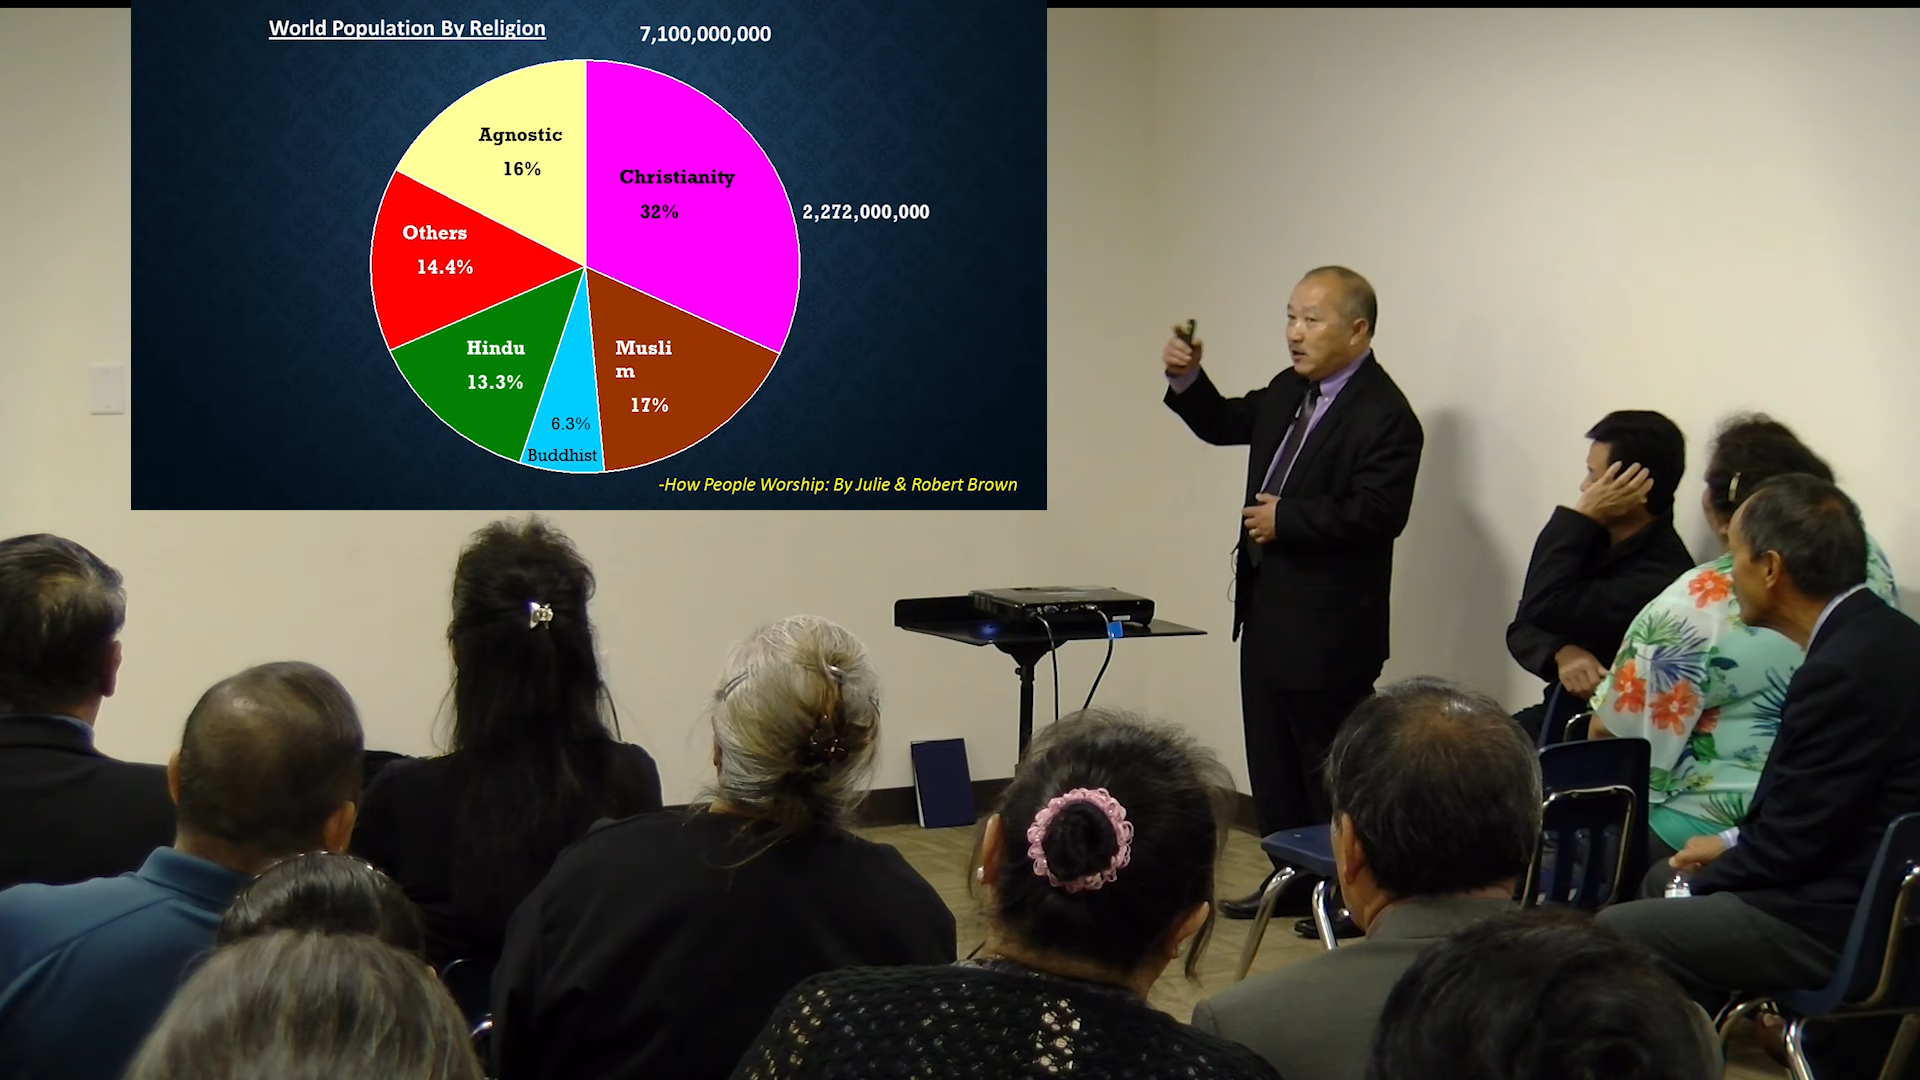 World Population By Religion
7,100,000,000
Agnostic
16%
Christianity
32%
2,272,000,000
Others
14.4%
Hindu
13.3%
Musli
m
17%
6.3%
Buddhist
-How People Worship: By Julie & Robert Brown